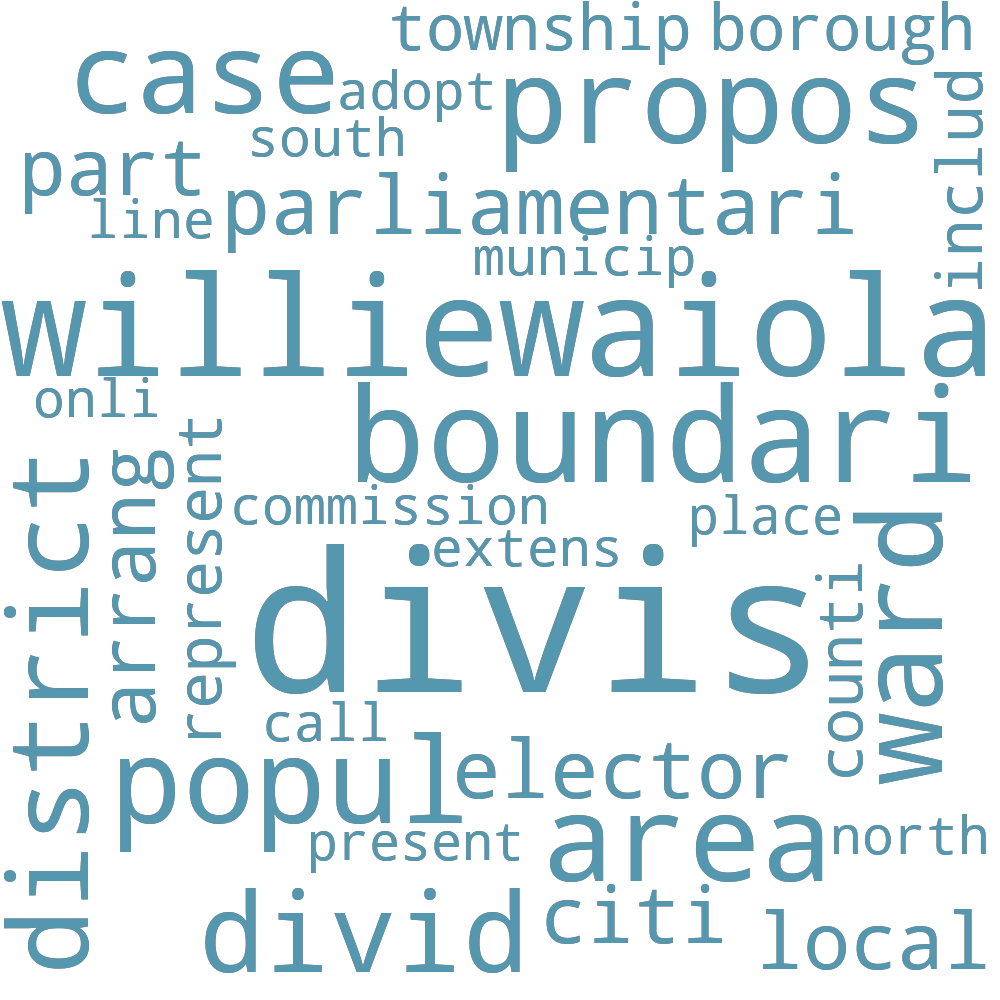 township borough
case
adopt
propos
includ
south
part
line
parliamentari
municip
williewaiola
onli
boundari
district
arrang
represent
commission
place
extens
divis
ward
counti
call
popul
elector
present
area
north
divid
citi
local